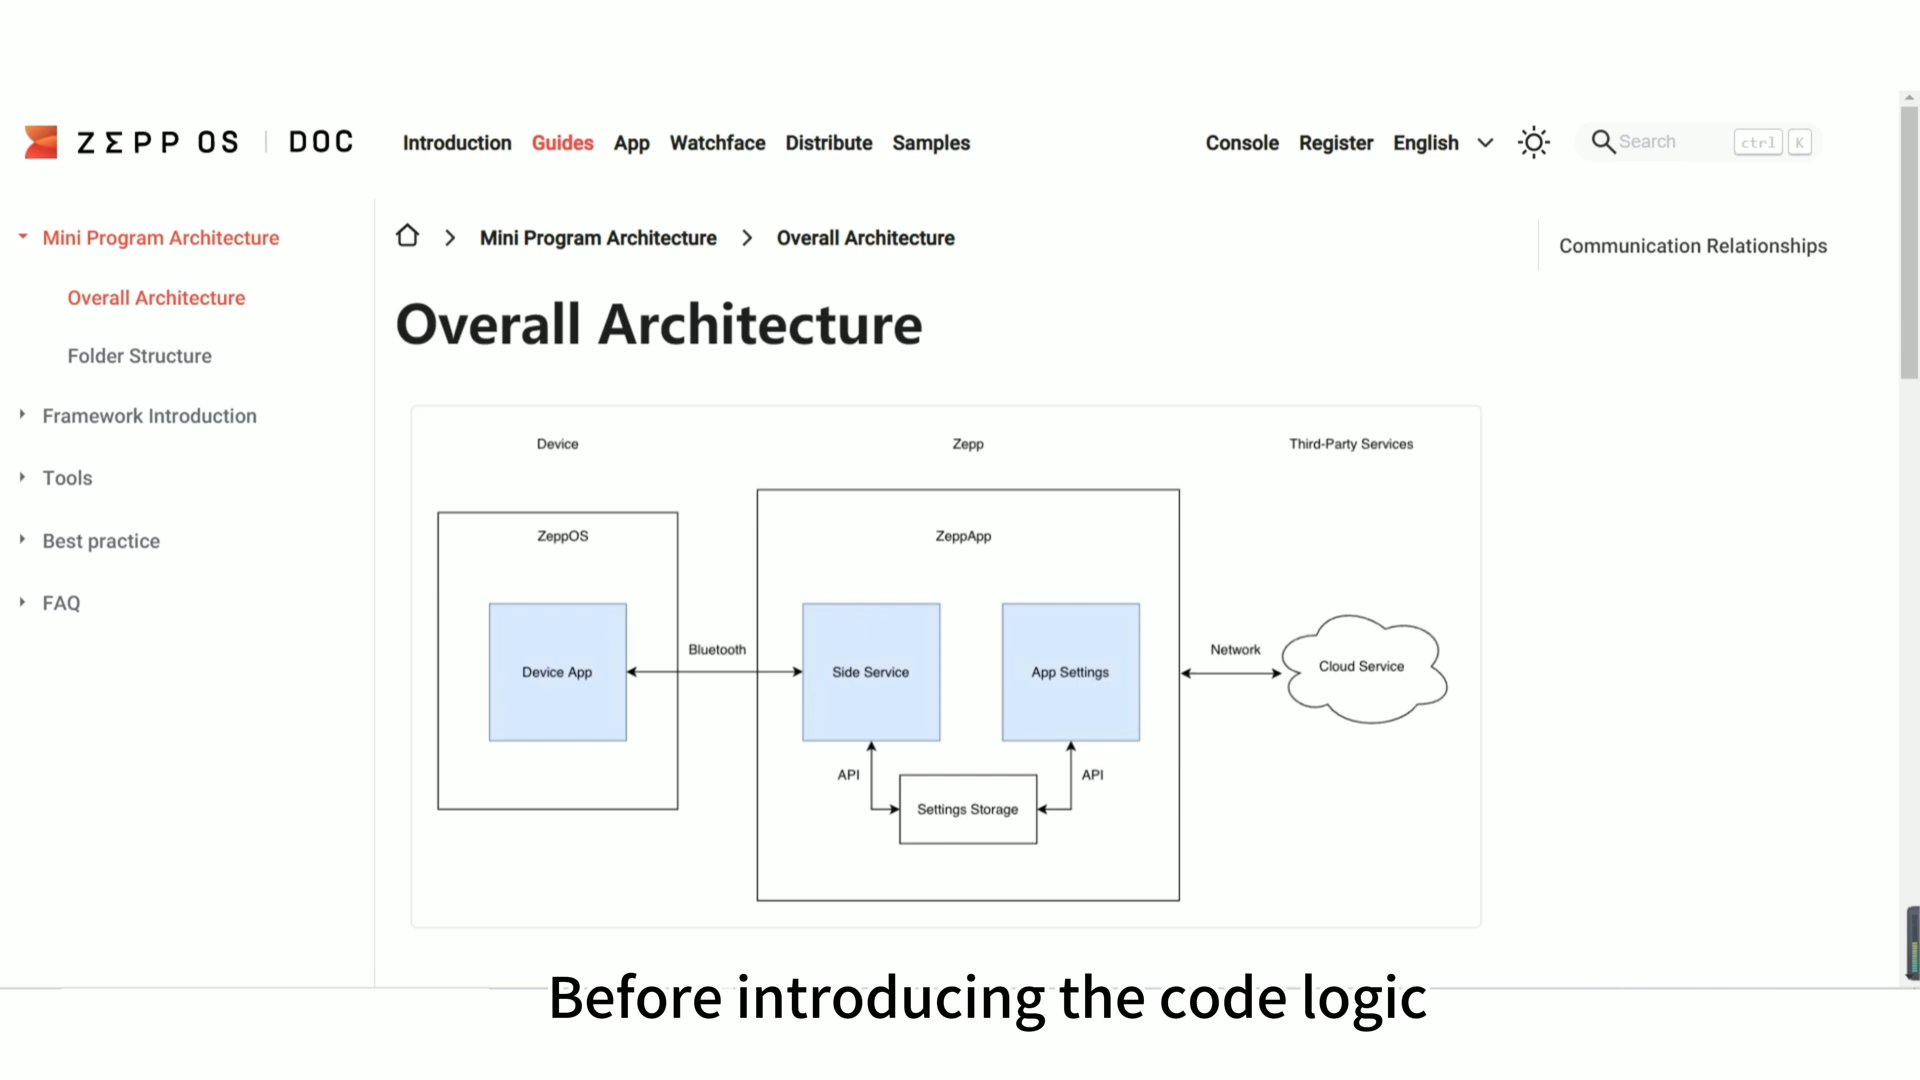 ZΣPP OS | DOC
Introduction Guides App Watchface Distribute Samples
Console Register English
Search ctrl K
Mini Program Architecture
Overall Architecture
Folder Structure
Framework Introduction
Tools
Best practice
FAQ
Mini Program Architecture > Overall Architecture
Communication Relationships
Overall Architecture
Device Zepp Third-Party Services
ZeppOS ZeppApp
Device App
Bluetooth
Side Service
App Settings
Network
Cloud Service
API
API
Settings Storage
Before introducing the code logic